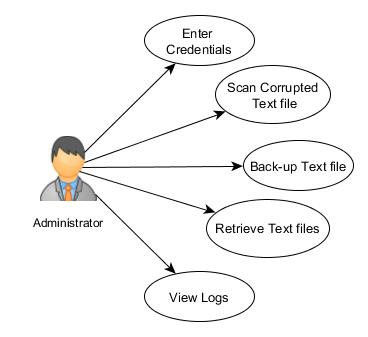 Enter
Credentials
Scan Corrupted
Text file
Back-up Text file
Administrator
Retrieve Text files
View Logs